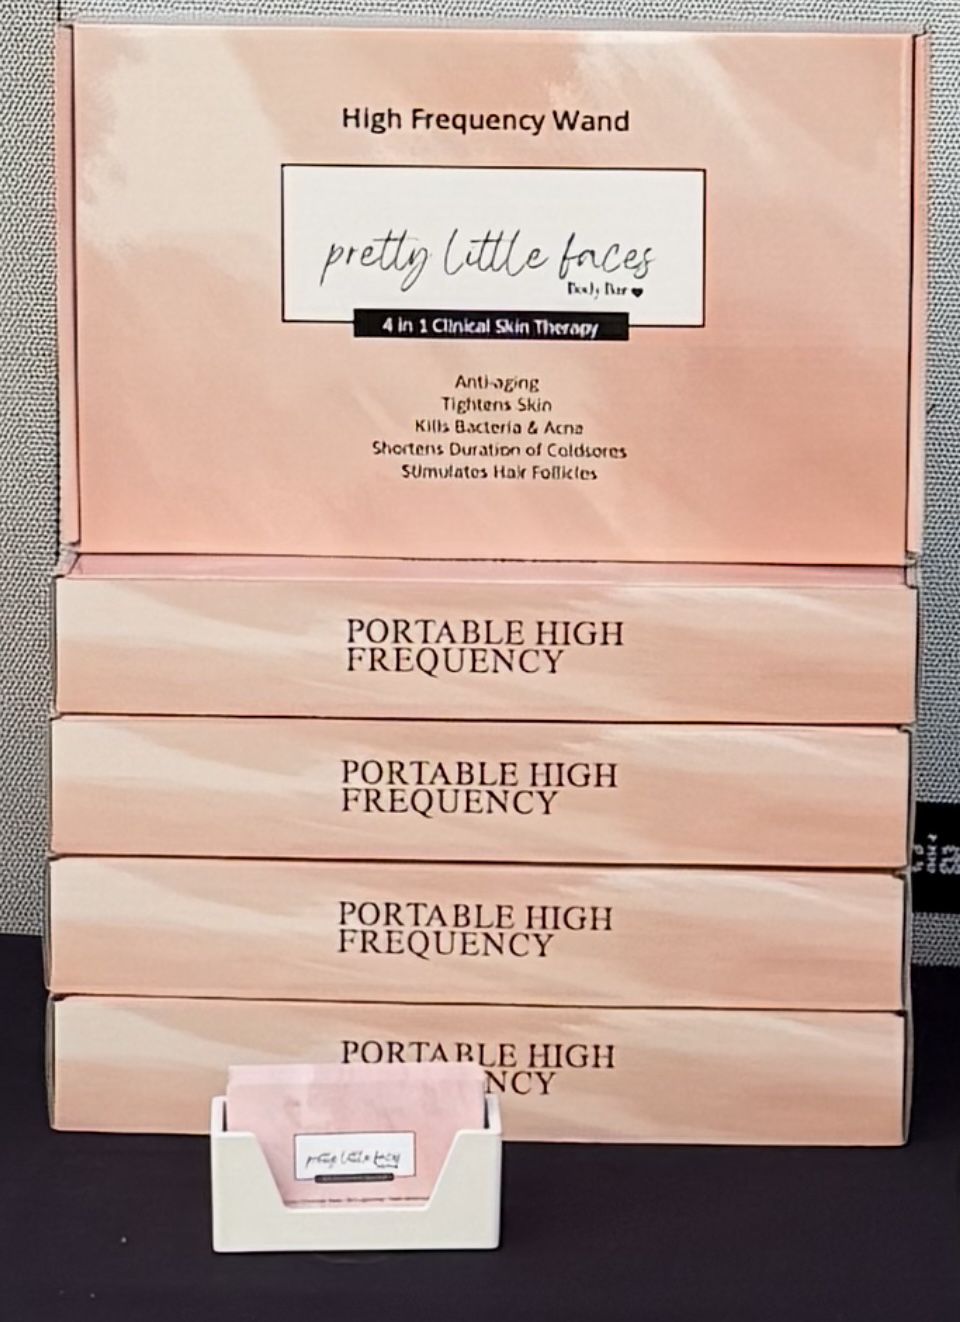 High Frequency Wand
pretty little faces
Body Bar
4 in 1 Clinical Skin Therapy
Anti-aging
Tightens Skin
Kills Bacteria & Acne
Shortens Duration of Coldsores
Stimulates Hair Follicles
PORTABLE HIGH
FREQUENCY
PORTABLE HIGH
FREQUENCY
PORTABLE HIGH
FREQUENCY
PORTABLE HIGH
NCY
pretty little faces